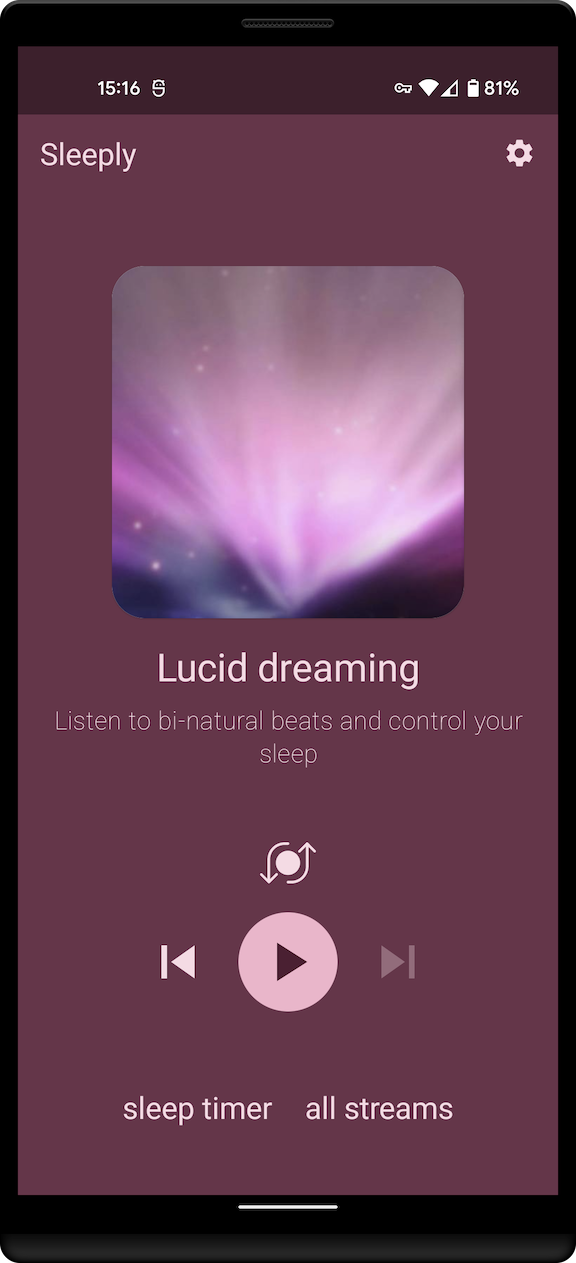 15:16
81%
Sleeply
Lucid dreaming
Listen to bi-natural beats and control your
sleep
sleep timer all streams